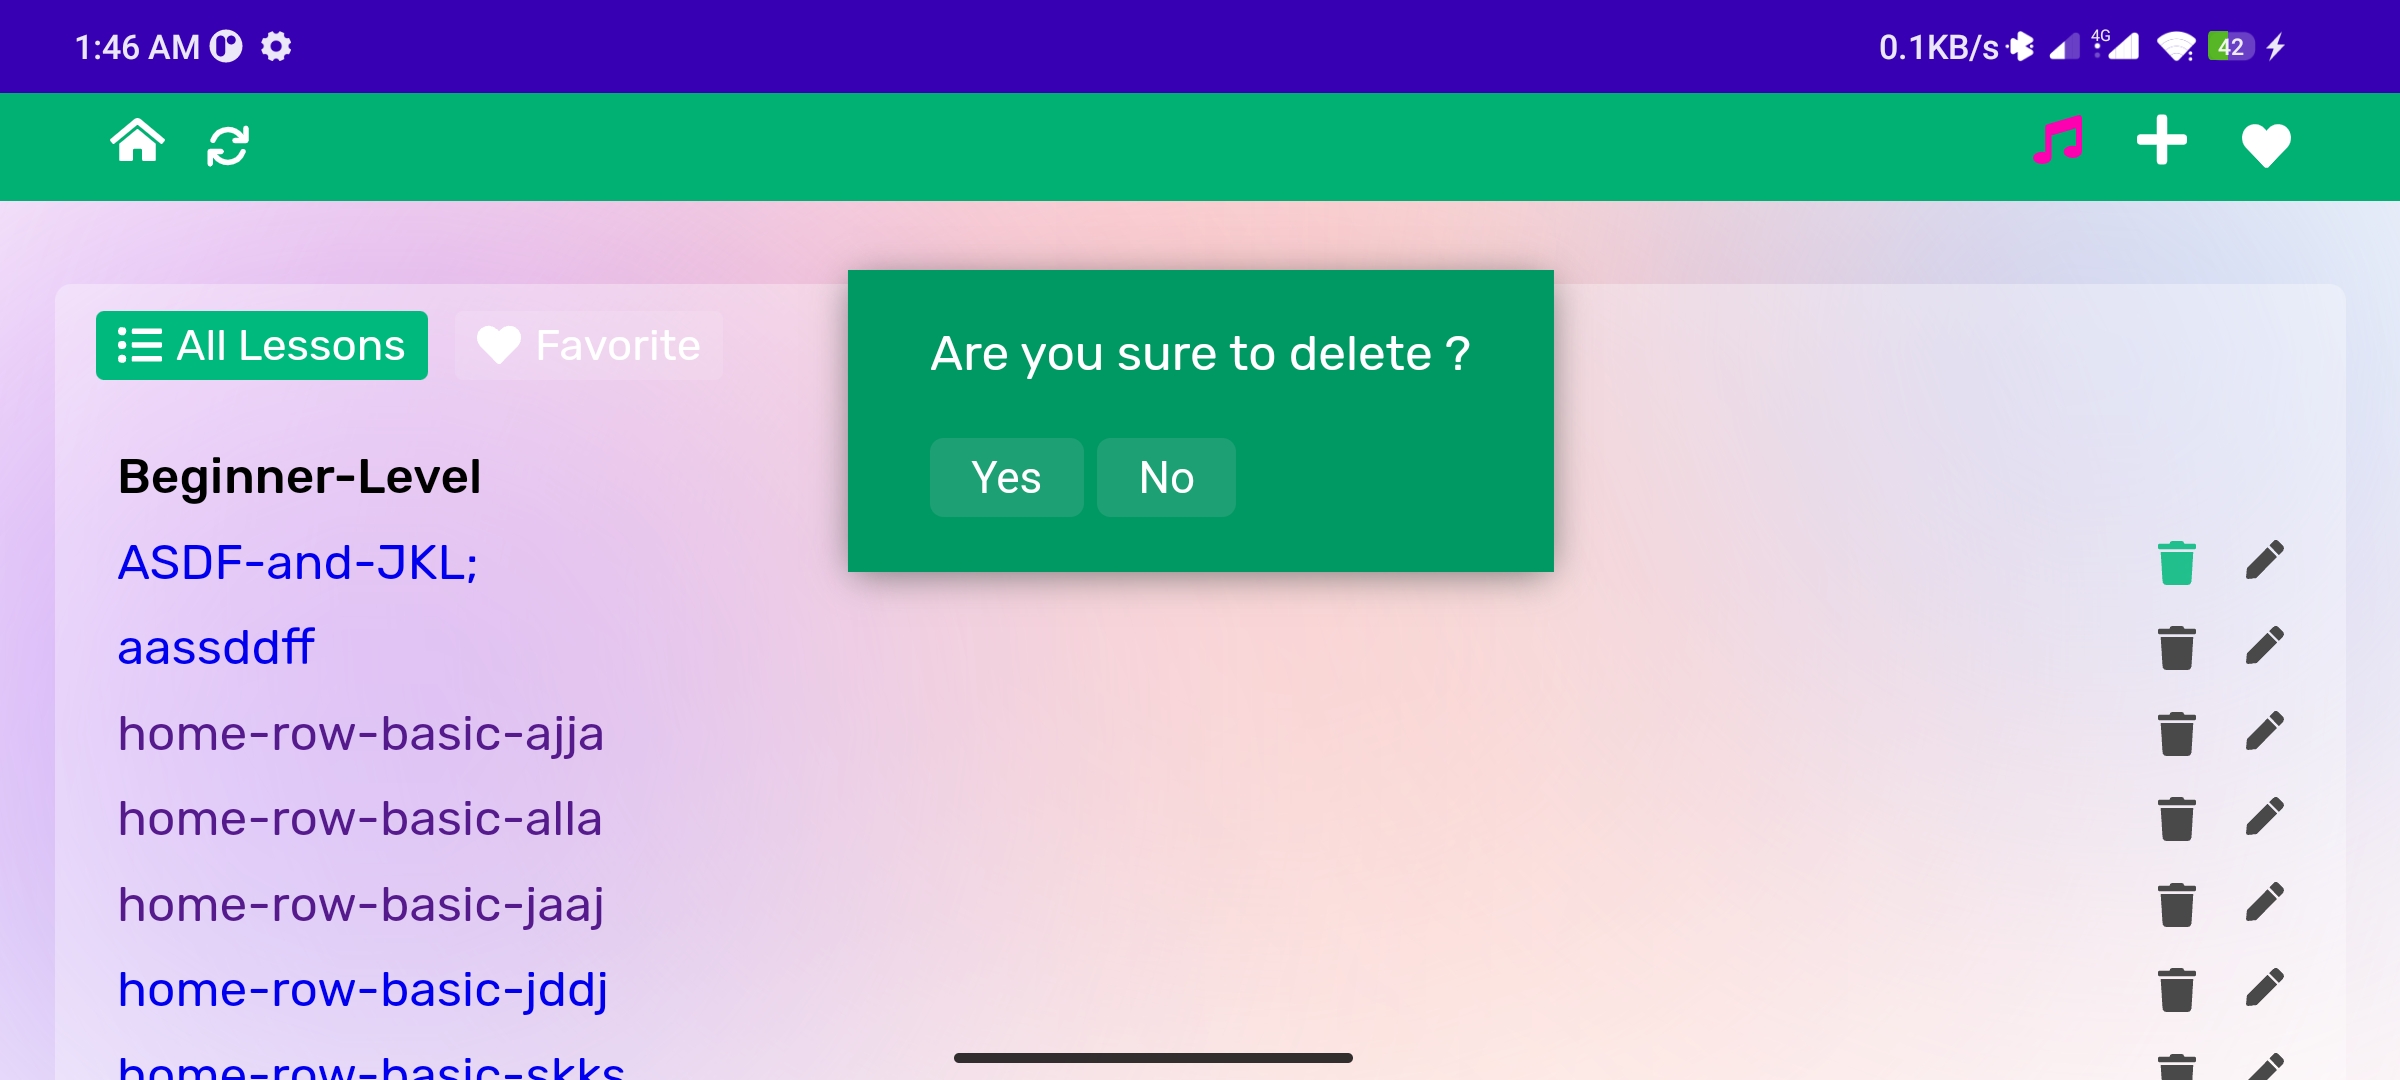 1:46 AM
0.1KB/s 4G 42
All Lessons Favorite
Are you sure to delete ?
Yes No
Beginner-Level
ASDF-and-JKL;
aassddff
home-row-basic-ajja
home-row-basic-alla
home-row-basic-jaaj
home-row-basic-jddj
home-row-basic-skks